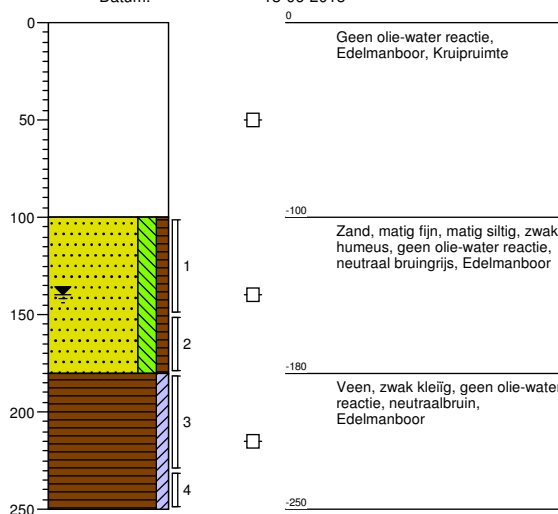 0
Geen olie-water reactie,
Edelmanboor, Kruipruimte
0
50
100
-100
Zand, matig fijn, matig siltig, zwak
humeus, geen olie-water reactie,
neutraal bruingrijs, Edelmanboor
1
150
2
-180
Veen, zwak kleiïg, geen olie-water
reactie, neutraalbruin,
Edelmanboor
200
3
4
250
-250